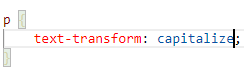 p {
text-transform: capitalize;
}